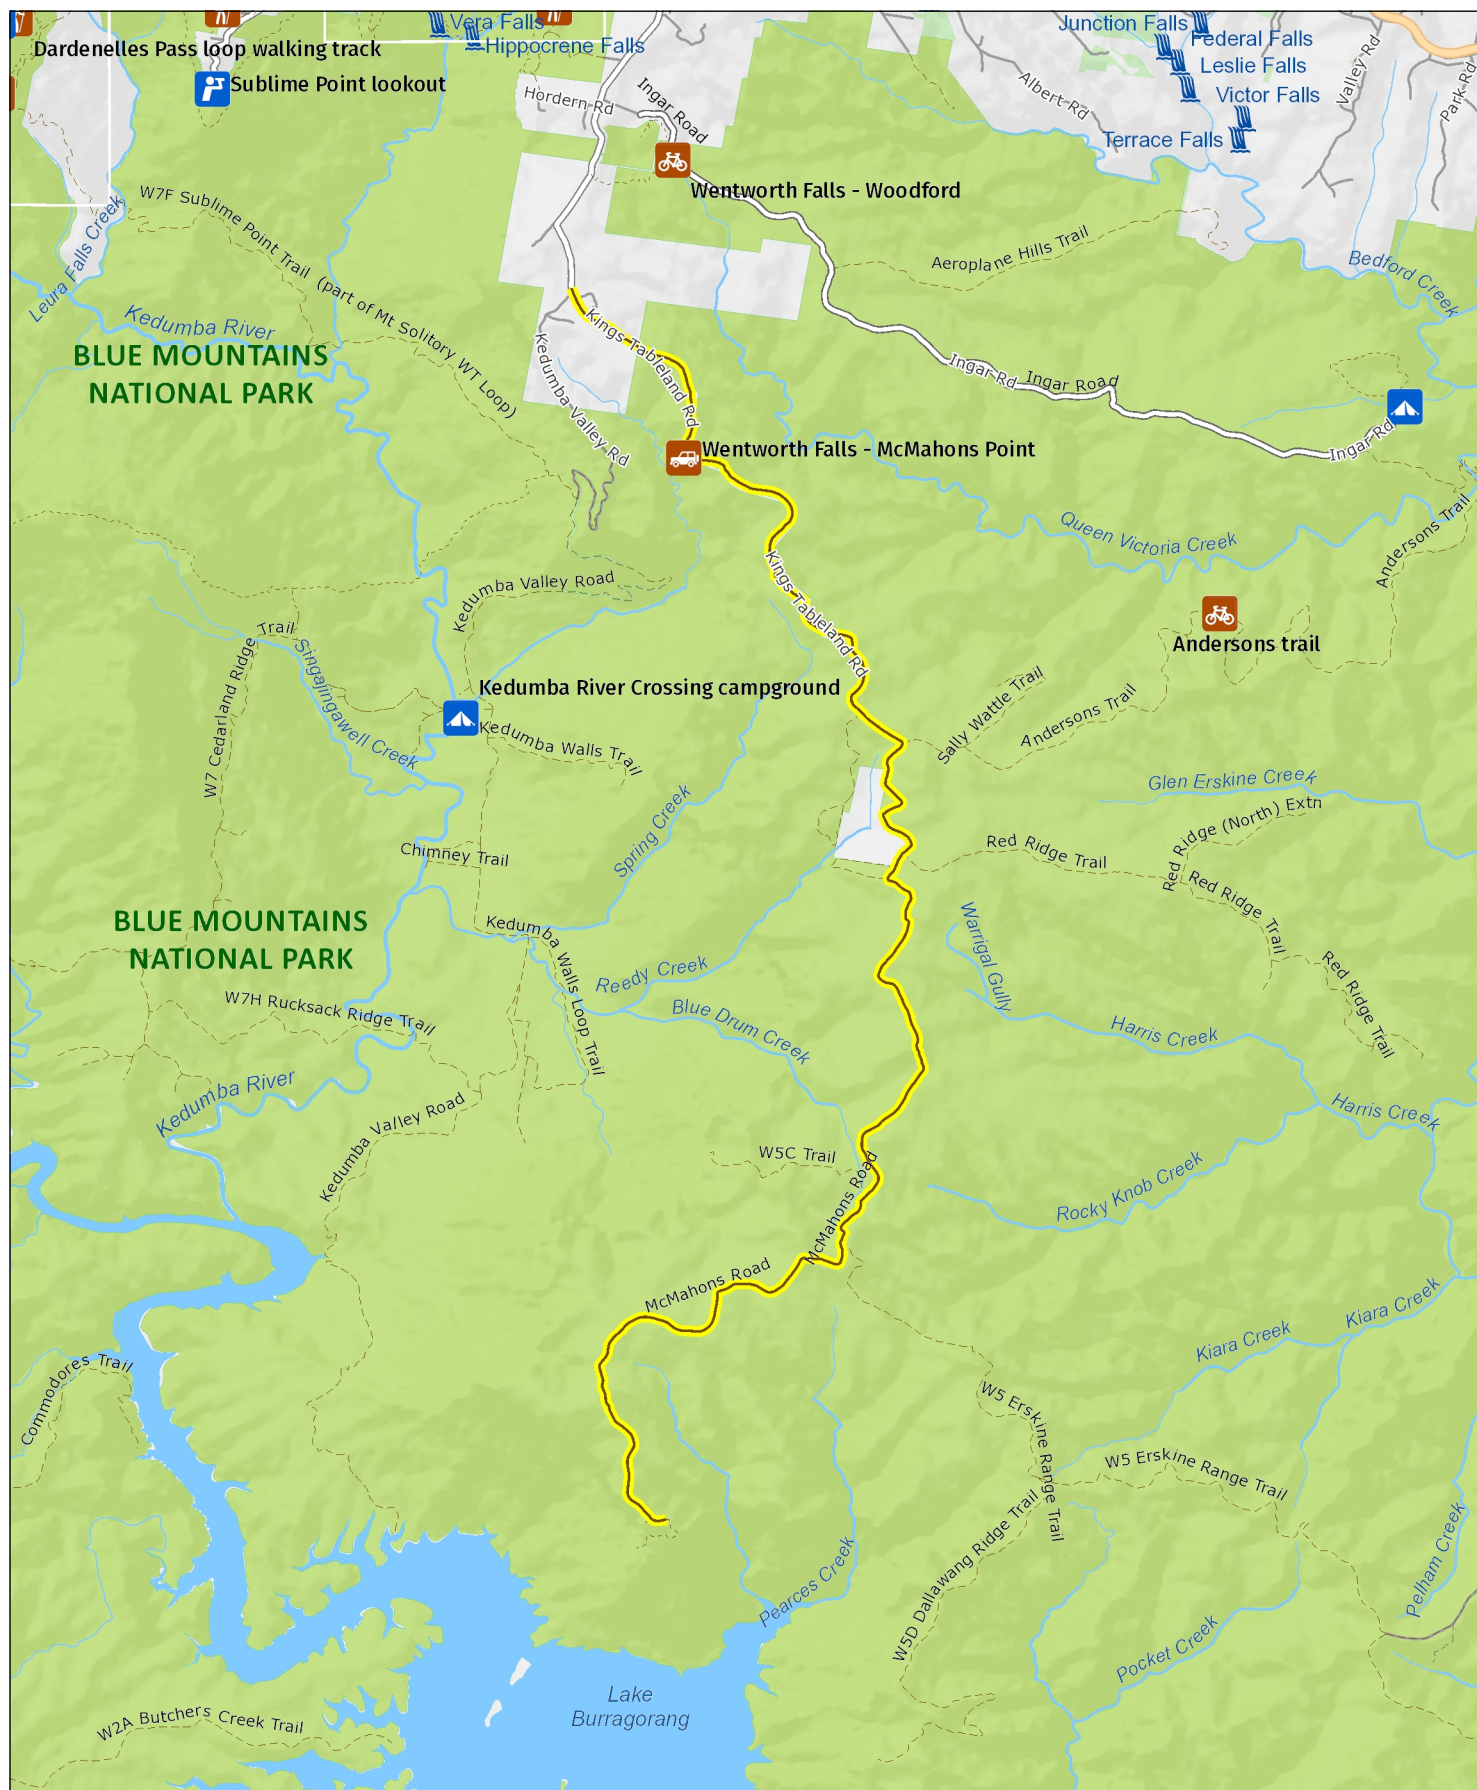 Vera Falls
Hippocrene Falls
Junction Falls
Federal Falls
Dardenelles Pass loop walking track
Leslie Falls
Sublime Point lookout
Victor Falls
Terrace Falls
Hordern Rd
Ingar Road
Albert Rd
Valley Rd
Park Rd
Wentworth Falls - Woodford
W7F Sublime Point Trail (part of Mt Solitory WT Loop)
Leura Falls Creek
Aeroplane Hills Trail
Bedford Creek
Kedumba River
BLUE MOUNTAINS
NATIONAL PARK
Kings Tableland Rd
Kedumba Valley Rd
Ingar Rd
Ingar Road
Ingar Rd
Wentworth Falls - McMahons Point
Queen Victoria Creek
Andersons Trail
Kings Tableland Rd
Kedumba Valley Road
Andersons trail
W7 Cedarland Ridge Trail
Singajingawell Creek
Kedumba River Crossing campground
Kedumba Walls Trail
Sally Wattle Trail
Andersons Trail
Glen Erskine Creek
Spring Creek
Chimney Trail
Red Ridge Trail
Red Ridge (North) Extn
Red Ridge Trail
Red Ridge Trail
BLUE MOUNTAINS
NATIONAL PARK
Kedumba Walls Loop Trail
Warrigal Gully
Reedy Creek
Blue Drum Creek
Harris Creek
W7H Rucksack Ridge Trail
Kedumba River
Harris Creek
Kedumba Valley Road
W5C Trail
McMahons Road
Rocky Knob Creek
McMahons Road
Kiara Creek
Kiara Creek
Commodores Trail
W5 Erskine Range Trail
W5 Erskine Range Trail
W5D Dallawang Ridge Trail
Pearces Creek
Pelham Creek
Pocket Creek
Lake
Burragorang
W2A Butchers Creek Trail